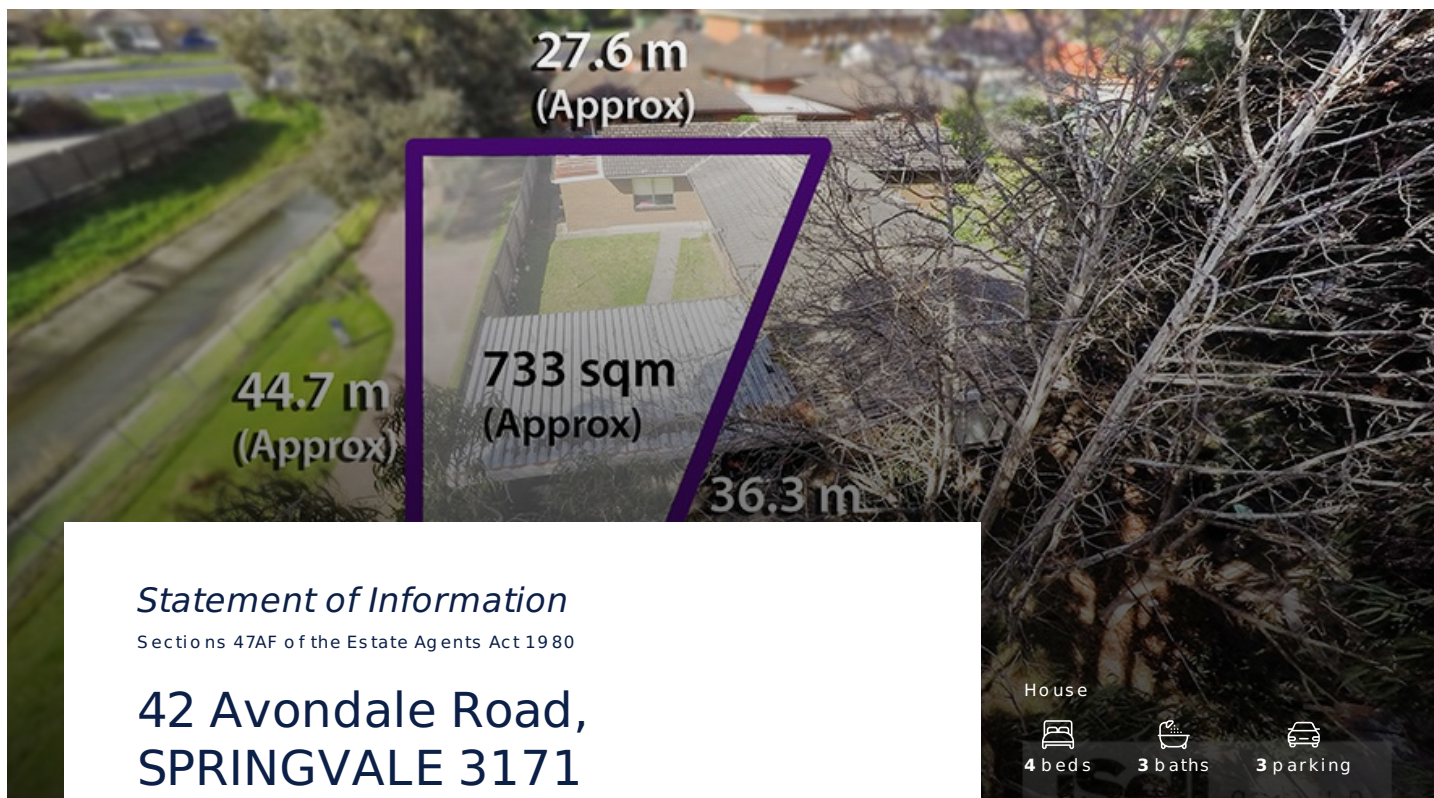 27.6 m
(Approx)
733 sqm
(Approx)
44.7 m
(Approx)
36.3 m
Statement of Information
Sections 47AF of the Estate Agents Act 1980
42 Avondale Road,
SPRINGVALE 3171
House
4 beds 3 baths 3 parking